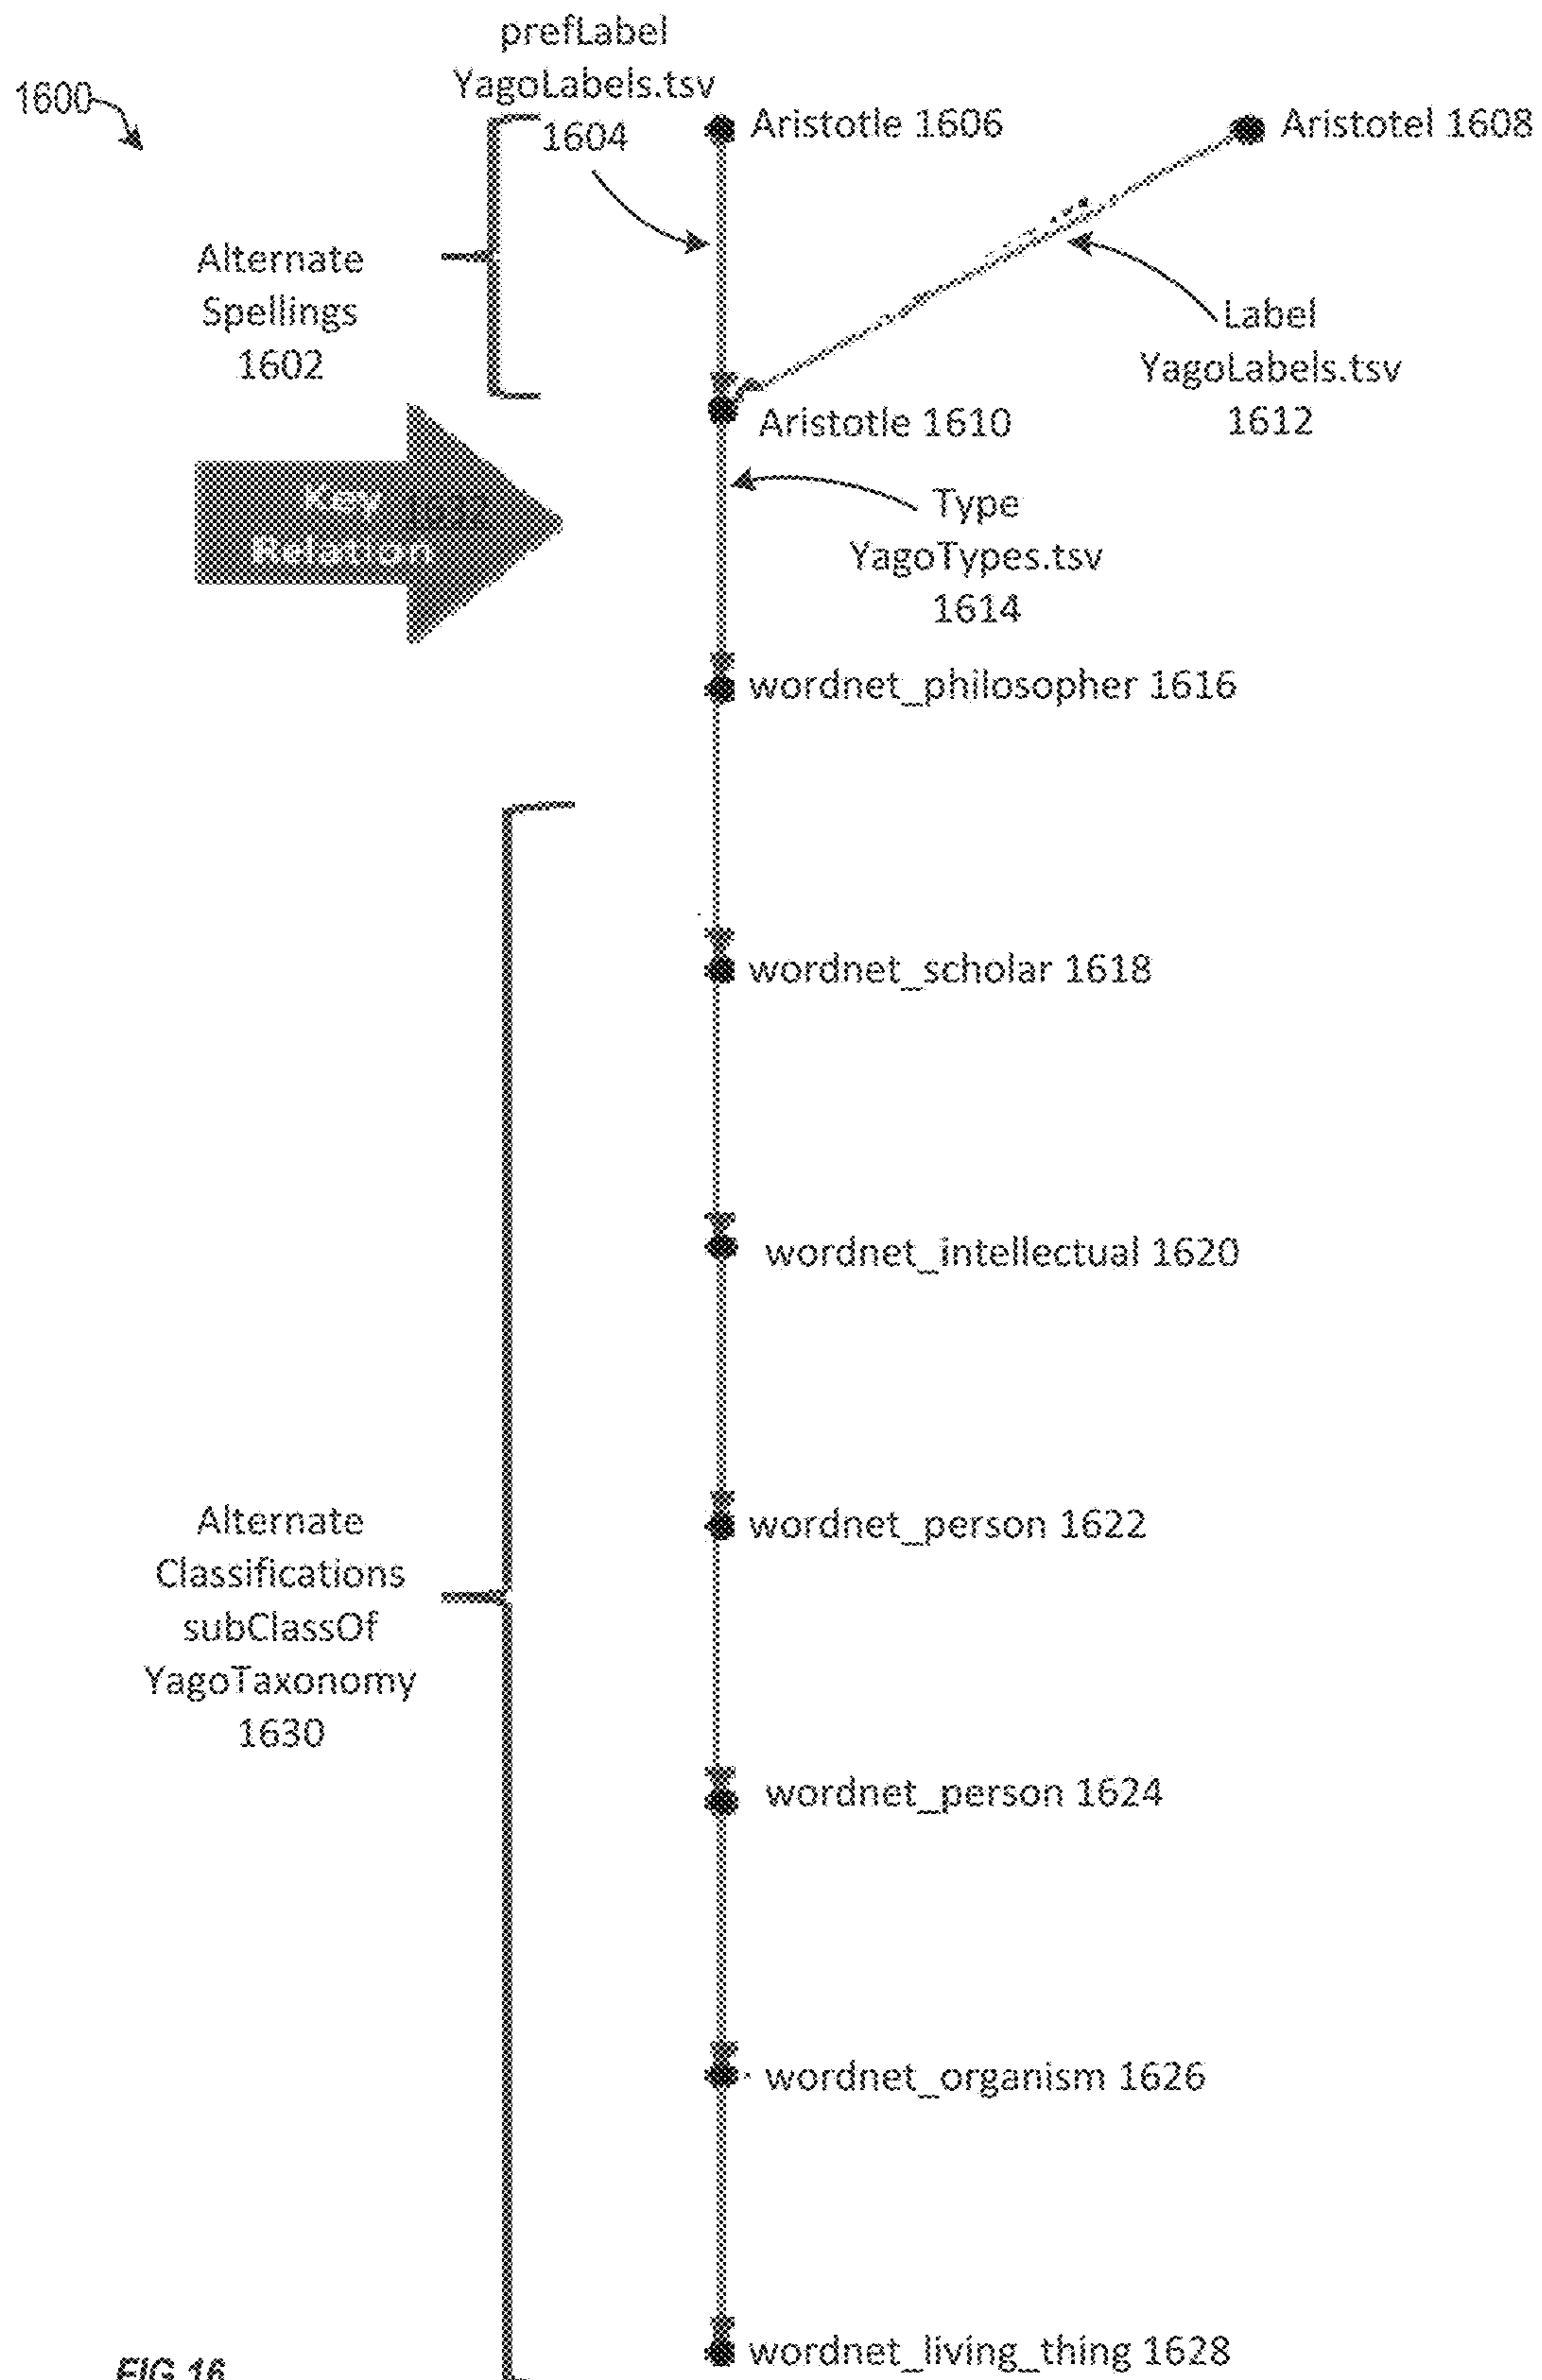 1600
prefLabel
YagoLabels.tsv
1604
Aristotle 1606
Aristotel 1608
Alternate
Spellings
1602
Label
YagoLabels.tsv
1612
Aristotle 1610
Key
Relation
Type
YagoTypes.tsv
1614
wordnet_philosopher 1616
wordnet_scholar 1618
wordnet_intellectual 1620
wordnet_person 1622
Alternate
Classifications
subClassOf
YagoTaxonomy
1630
wordnet_person 1624
wordnet_organism 1626
wordnet_living_thing 1628
FIG 16